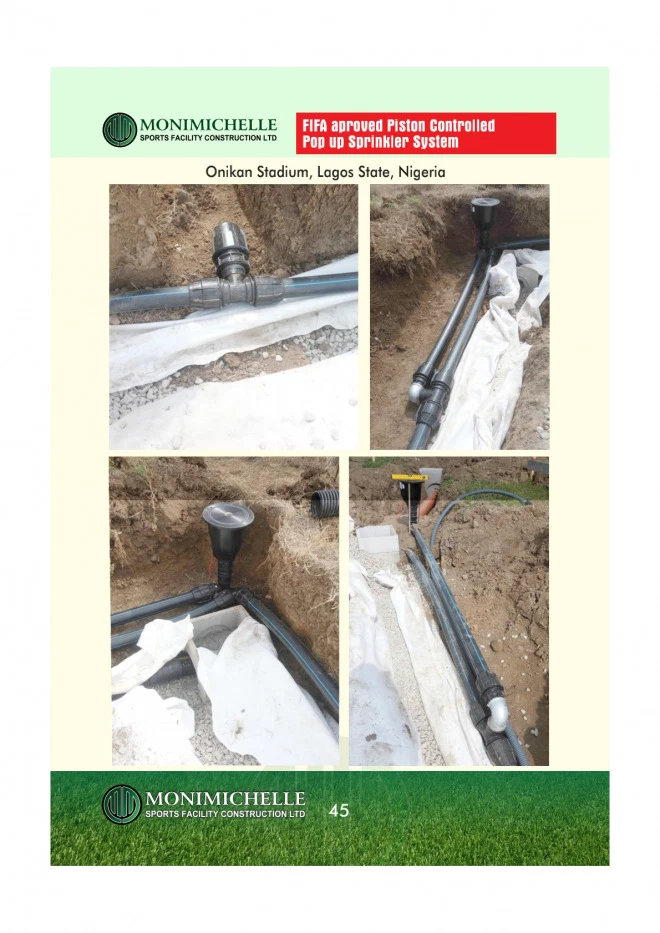 MONIMICHELLE
SPORTS FACILITY CONSTRUCTION LTD
FIFA aproved Piston Controlled
Pop up Sprinkler System
Onikan Stadium, Lagos State, Nigeria
MONIMICHELLE
SPORTS FACILITY CONSTRUCTION LTD
45